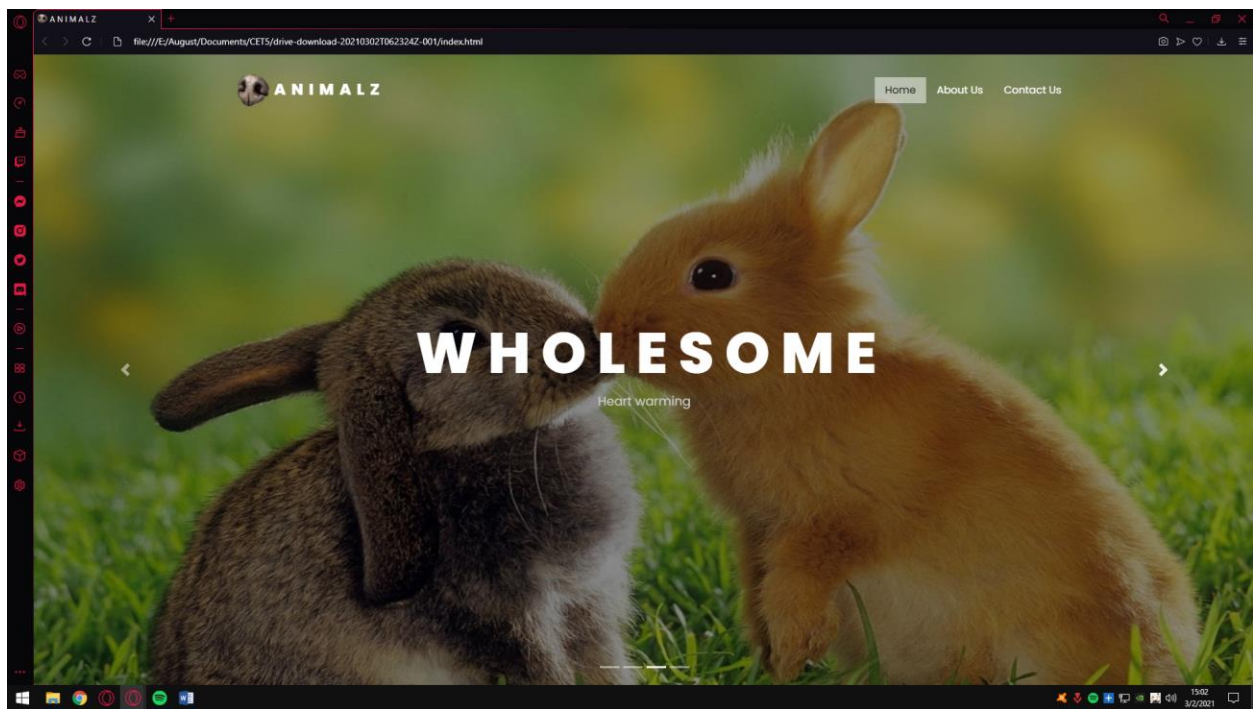 ANIMALZ
file:///E:/August/Documents/CETS/drive-download-20210302T062324Z-001/index.html
ANIMALZ
Home About Us Contact Us
WHOLESOME
Heart warming
15:02
3/2/2021